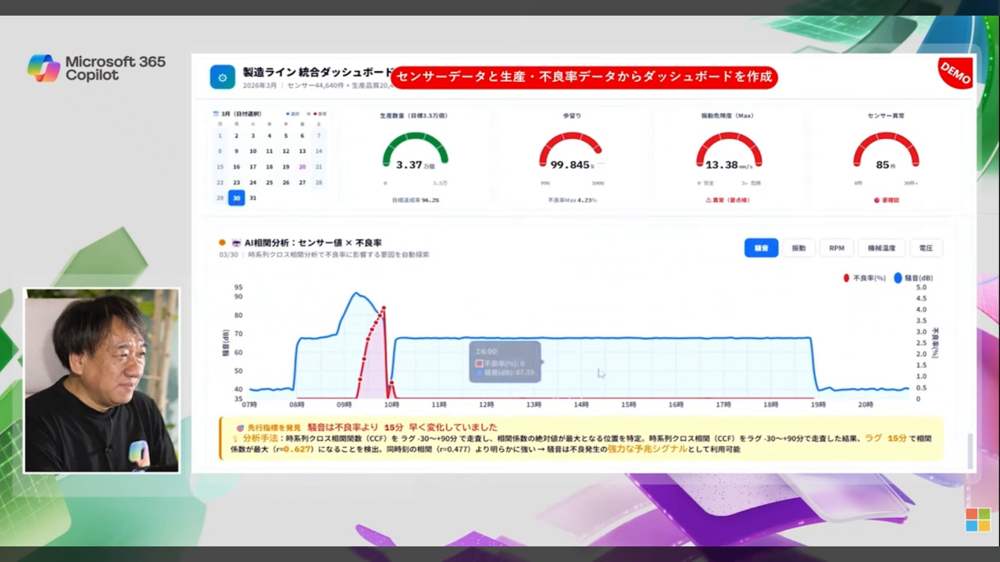 Microsoft 365
Copilot
製造ライン 統合ダッシュボード
センサーデータと生産・不良率データからダッシュボードを作成
DEMO
2026年3月 | センサー44,640件 + 生産品質20,4
3月（日付選択）
選択
異常
日 月 火 水 木 金 土
1 2 3 4 5 6 7
8 9 10 11 12 13 14
15 16 17 18 19 20 21
22 23 24 25 26 27 28
29 30 31
生産数量（目標3.5万個）
3.37万個
0 3.5万
目標達成率 96.2%
歩留り
99.845%
99% 100%
不良率Max 4.23%
振動危険度（Max）
13.38mm/s
0 安全 3+ 危険
⚠ 異常（要点検）
センサー異常
85件
0件 30件+
要確認
AI相関分析：センサー値 × 不良率
03/30 | 時系列クロス相関分析で不良率に影響する要因を自動探索
騒音 振動 RPM 機械温度 電圧
不良率(%) 騒音(dB)
95
90
80
70
60
50
40
35
騒音(dB)
5.0
4.5
4.0
3.5
3.0
2.5
2.0
1.5
1.0
0.5
0
不良率(%)
不良率(%): 0
騒音(dB): 67.3
07時 08時 09時 10時 11時 12時 13時 14時 15時 16時 17時 18時 19時 20時
先行指標を発見 騒音は不良率より 15分 早く変化していました
分析手法：時系列クロス相関関数（CCF）を ラグ -30〜+90分 で走査し、相関係数の絶対値が最大となる位置を特定。時系列クロス相関（CCF）をラグ -30〜+90分で走査した結果、ラグ 15分 で相関
係数が最大（r=0.627）になることを検出。同時刻の相関（r=0.477）より明らかに強い → 騒音は不良発生の強力な予兆シグナルとして利用可能